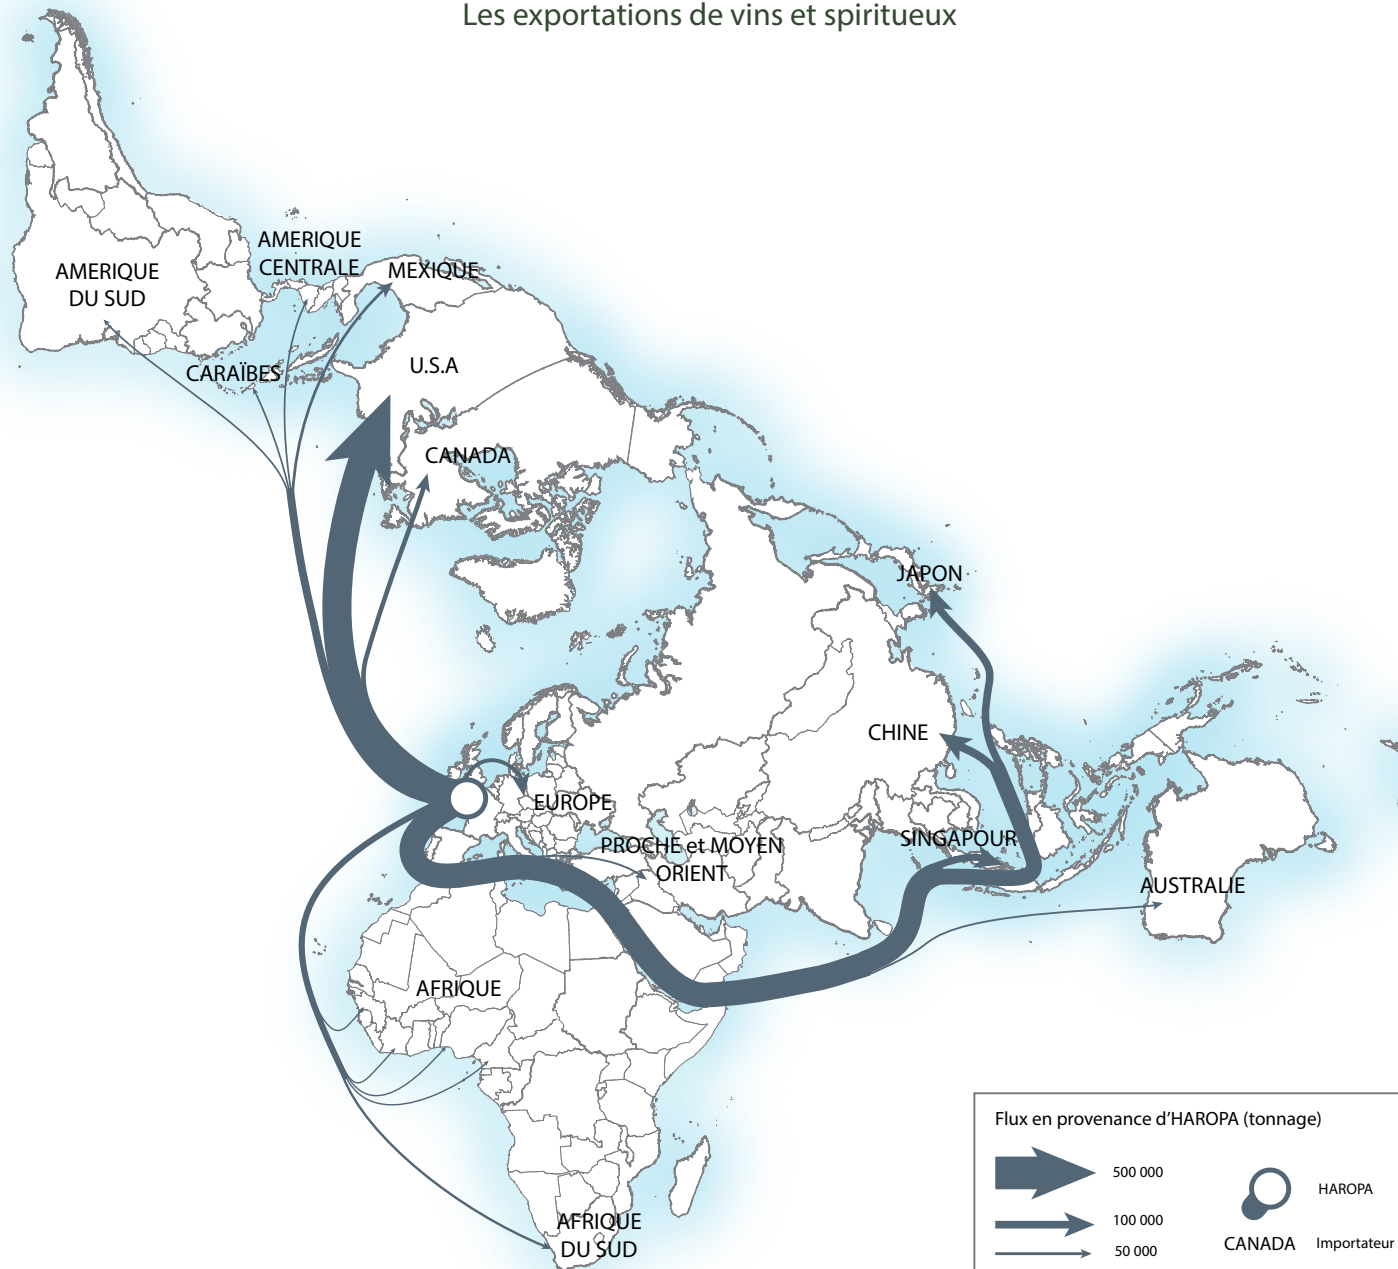 Les exportations de vins et spiritueux
AMERIQUE
CENTRALE
MEXIQUE
AMERIQUE
DU SUD
CARAÏBES
U.S.A
CANADA
JAPON
CHINE
EUROPE
PROCHE et MOYEN
ORIENT
SINGAPOUR
AUSTRALIE
AFRIQUE
AFRIQUE
DU SUD
Flux en provenance d'HAROPA (tonnage)
500 000
100 000
50 000
HAROPA
CANADA Importateur